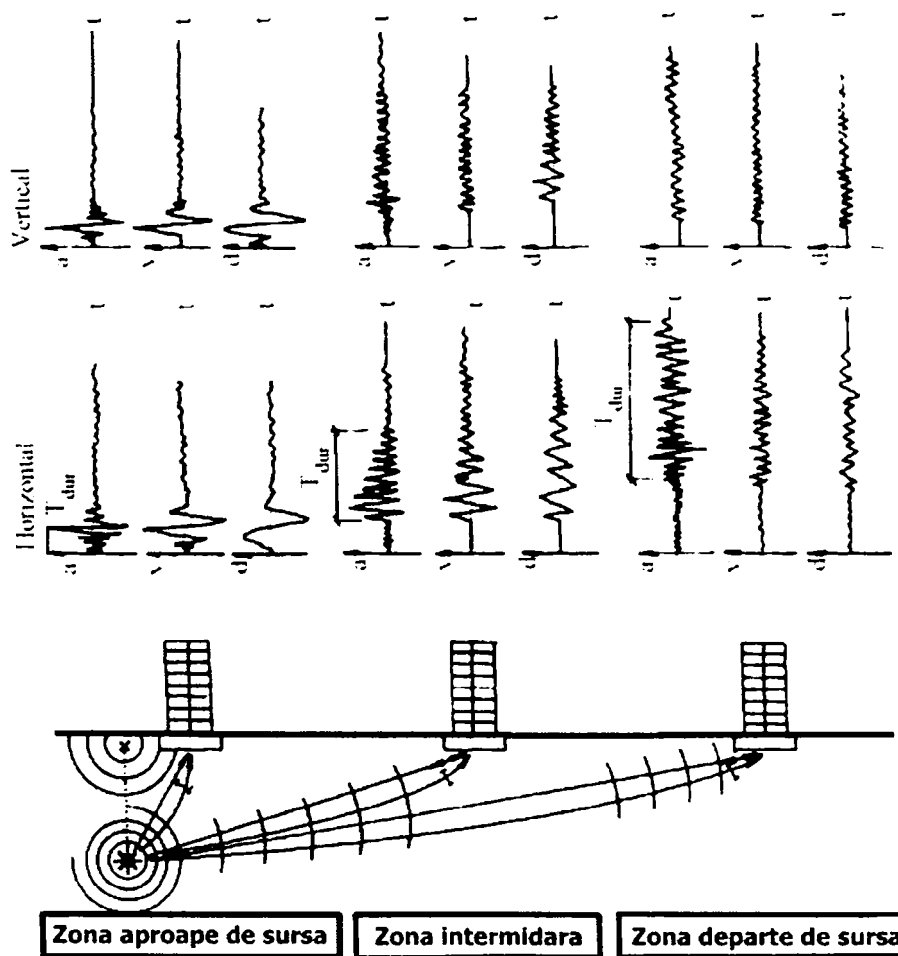 t t t t t t t t t
Vertical
a v d a v d a v d
t t t t t t t t t
Horizontal
T dur T dur T dur
a v d a v d a v d
Zona aproape de sursa
Zona intermidara
Zona departe de sursa